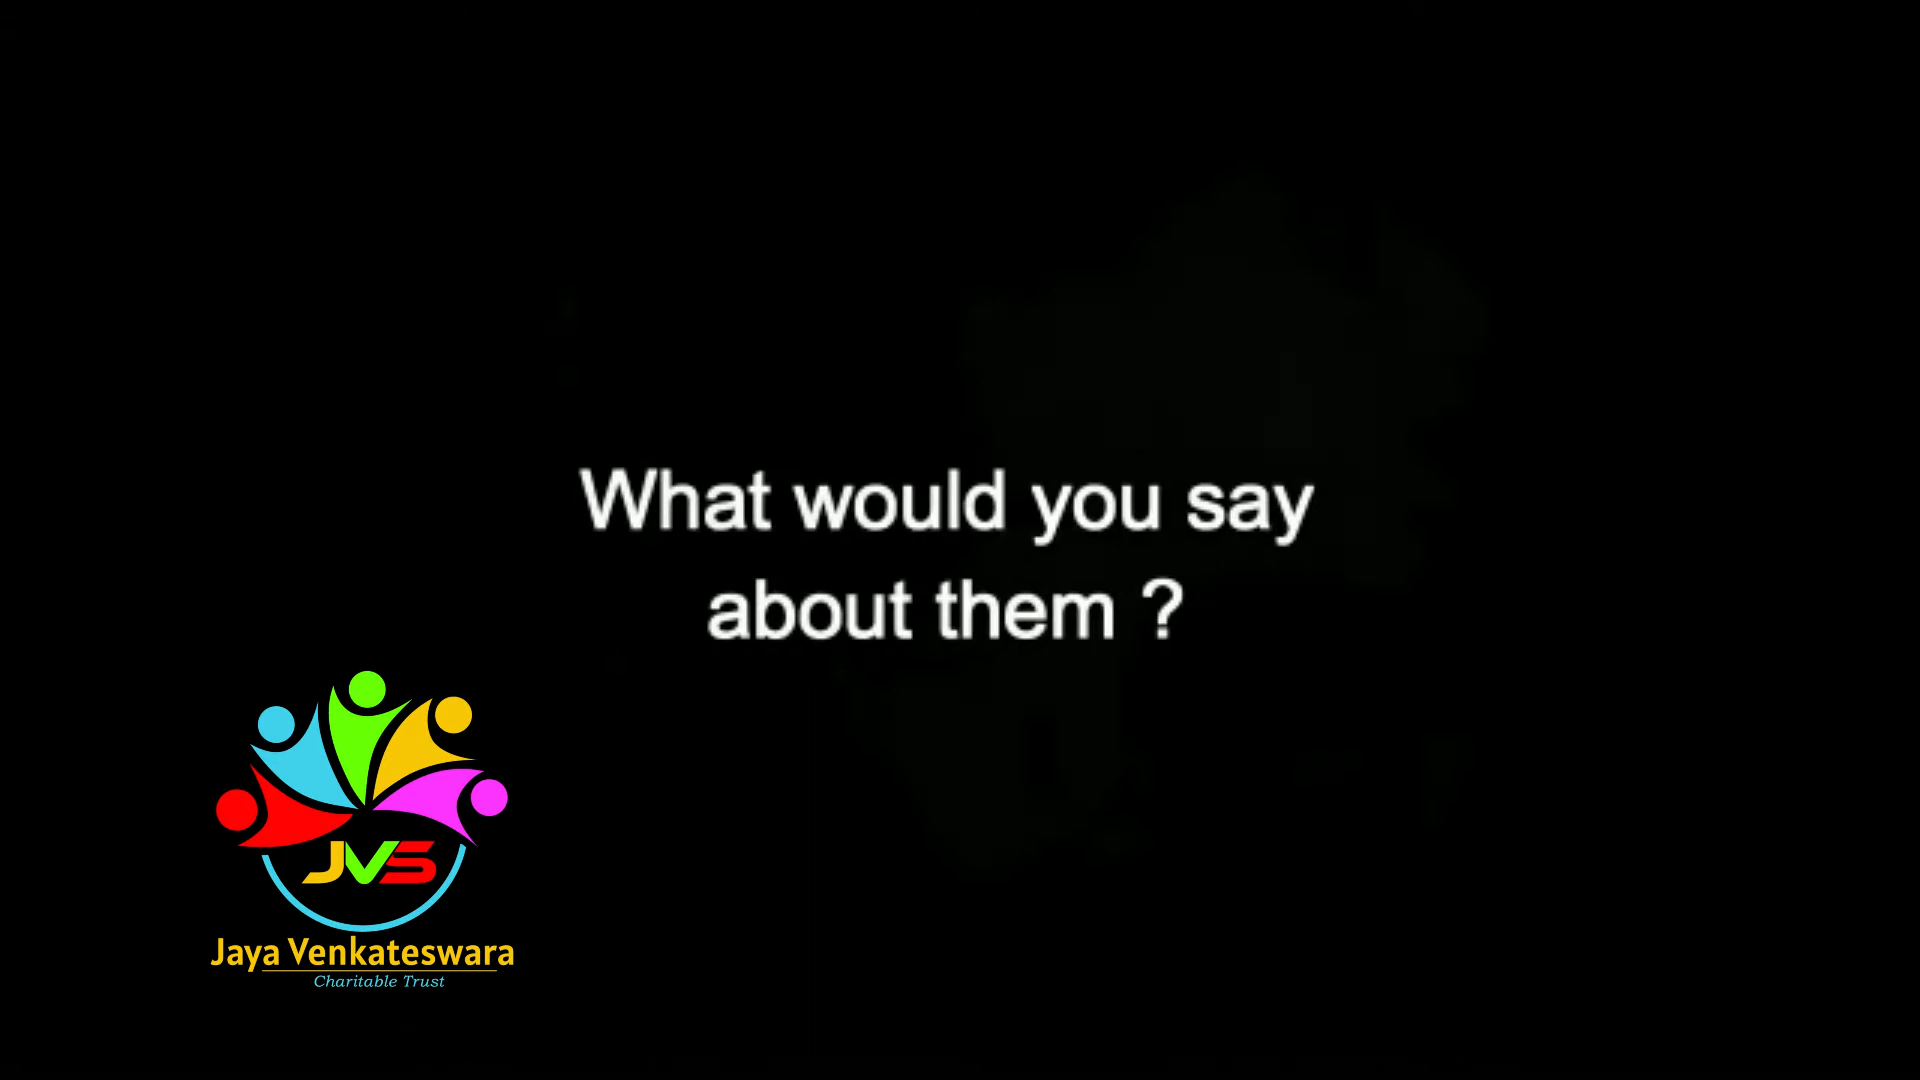 What would you say
about them ?
JVS
Jaya Venkateswara
Charitable Trust